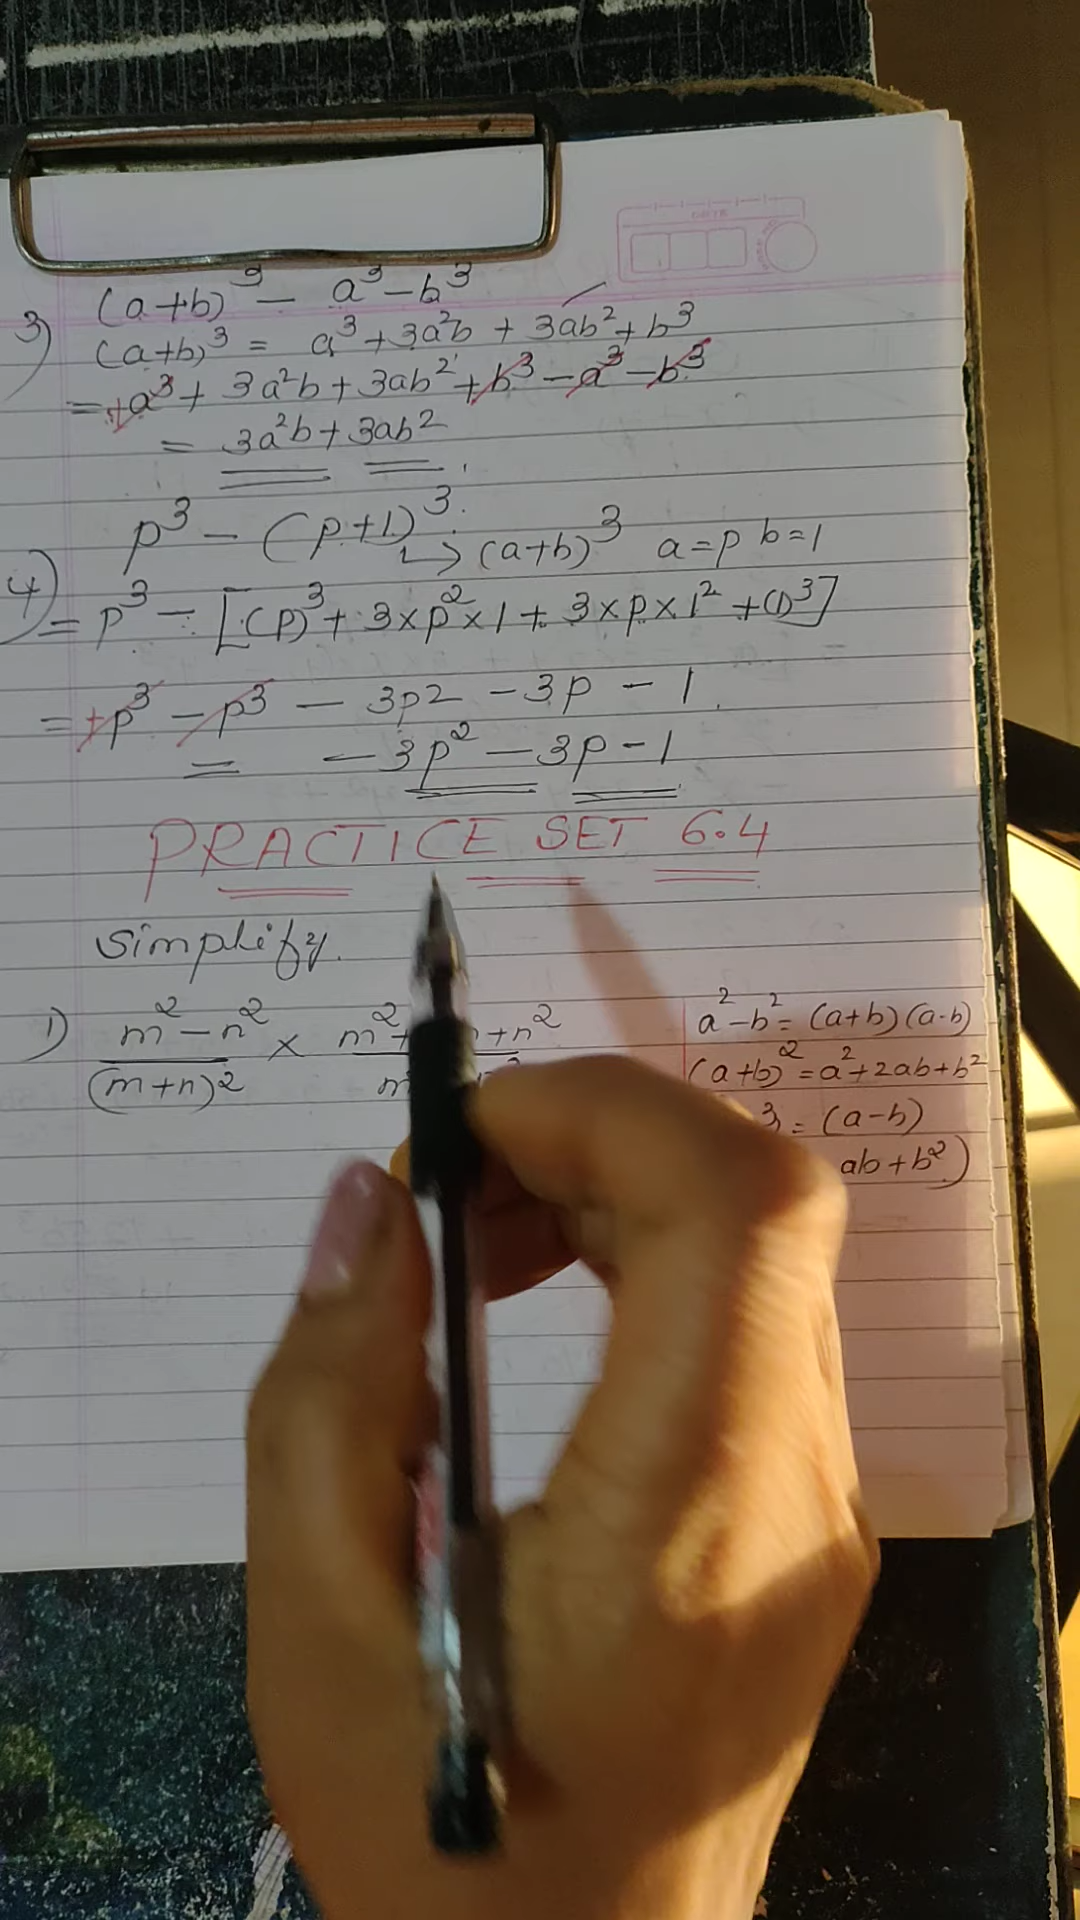 3) (a+b)³ – a³–b³
(a+b)³ = a³+3a²b + 3ab²+b³
= +a³+ 3a²b+3ab²+b³–a³–b³
= 3a²b+3ab²
4) p³ – (p+1)³
↳ (a+b)³ a=p b=1
= p³ – [(p)³+ 3×p²×1+ 3×p×1² +(1)³]
= +p³ –p³ – 3p2 –3p – 1
= –3p² –3p–1
PRACTICE SET 6.4
Simplify.
1) m²–n² / (m+n)2 × m²+ +n² / m
a²–b²= (a+b)(a-b)
(a+b)²=a²+2ab+b²
3 = (a–b)
ab+b²)